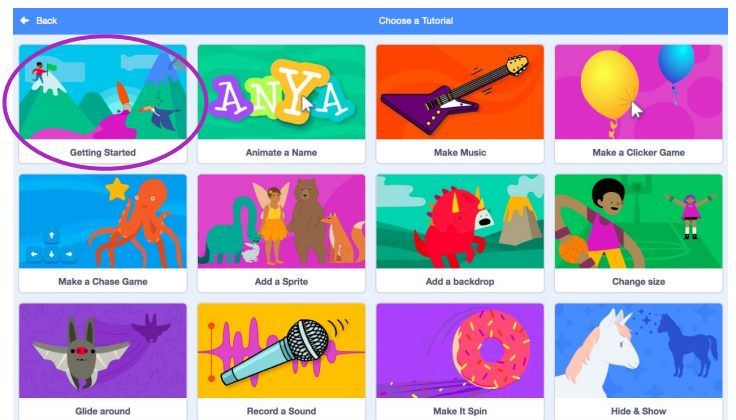 Back
Choose a Tutorial
ANYA
Getting Started
Animate a Name
Make Music
Make a Clicker Game
Make a Chase Game
Add a Sprite
Add a backdrop
Change size
Glide around
Record a Sound
Make It Spin
Hide & Show